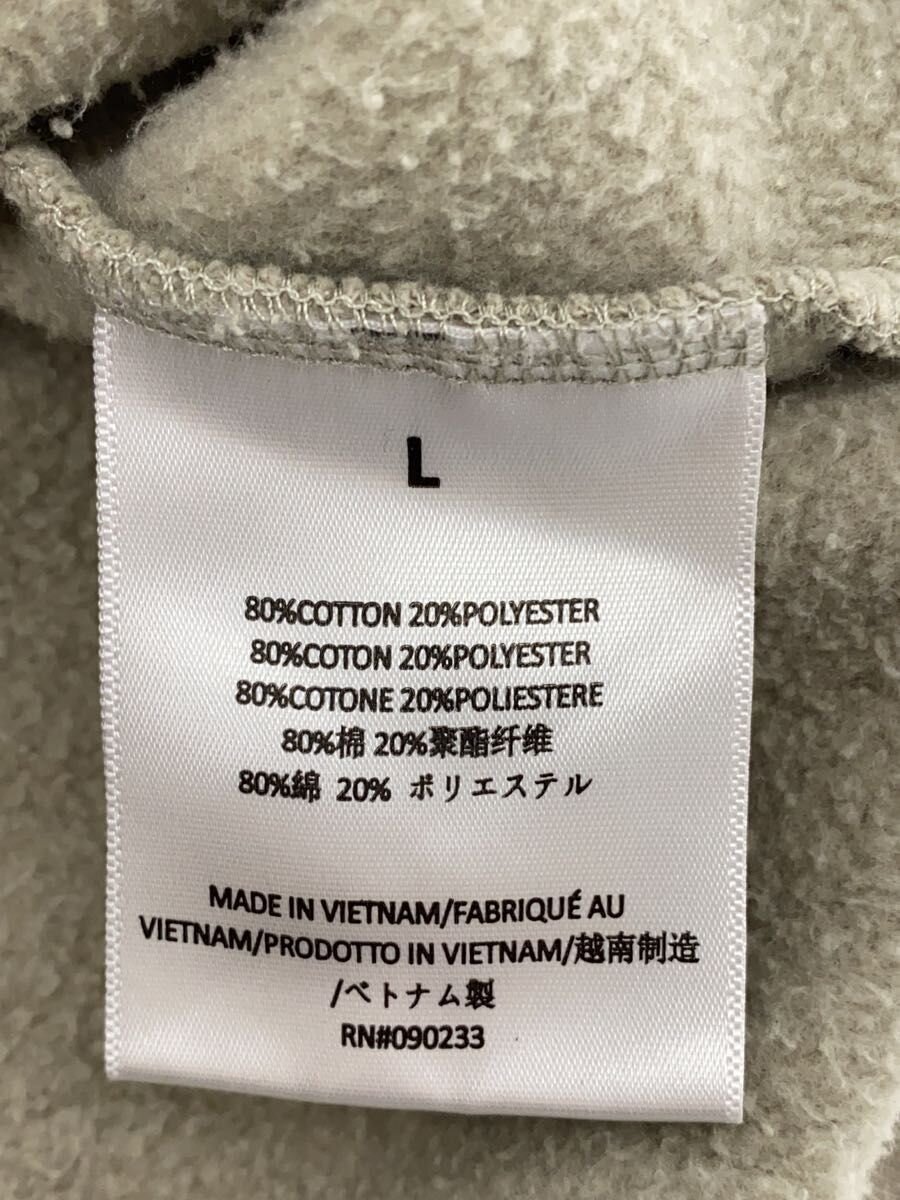 L
80%COTTON 20%POLYESTER
80%COTON 20%POLYESTER
80%COTONE 20%POLIESTERE
80%棉 20%聚酯纤维
80%綿 20% ポリエステル
MADE IN VIETNAM/FABRIQUÉ AU
VIETNAM/PRODOTTO IN VIETNAM/越南制造
/ベトナム製
RN#090233